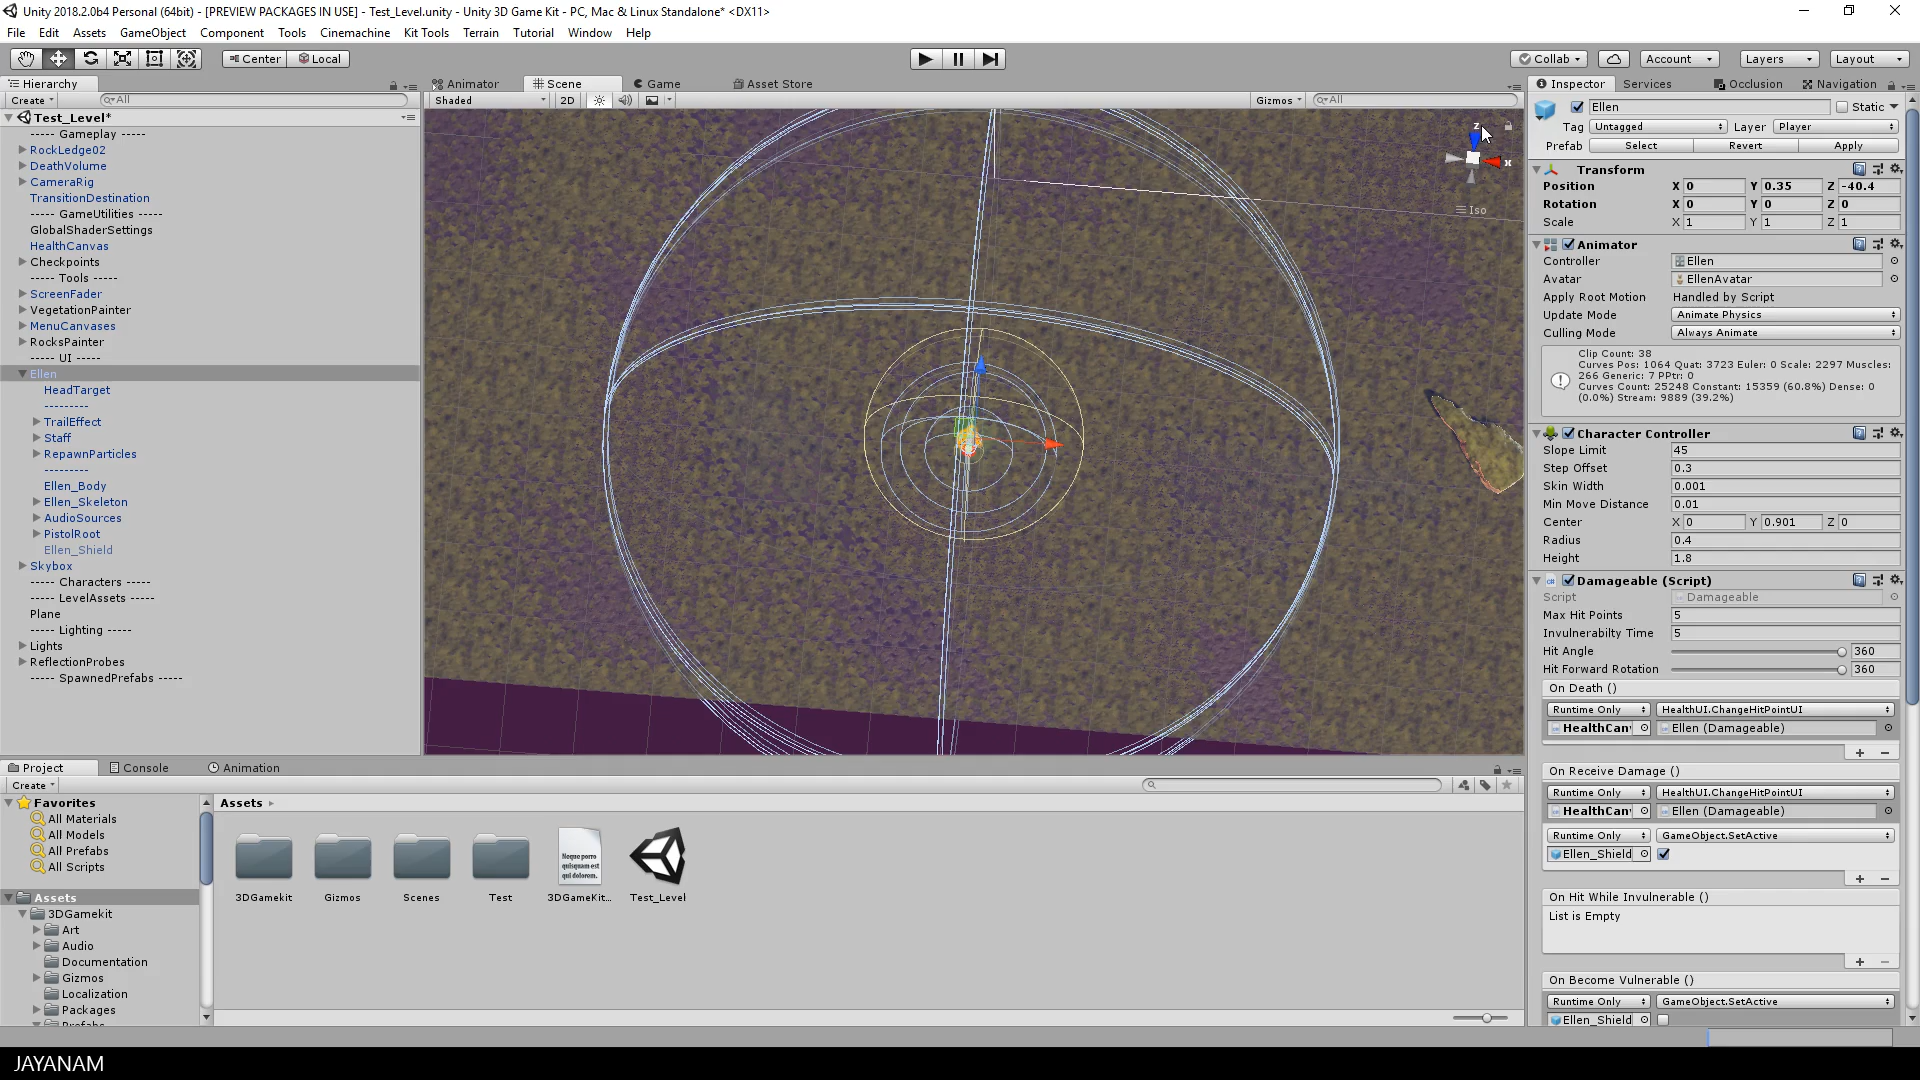 Unity 2018.2.0b4 Personal (64bit) - [PREVIEW PACKAGES IN USE] - Test_Level.unity - Unity 3D Game Kit - PC, Mac & Linux Standalone* <DX11>
File Edit Assets GameObject Component Tools Cinemachine Kit Tools Terrain Tutorial Window Help
Center Local Collab Account Layers Layout
Hierarchy
Create All
Test_Level*
----- Gameplay -----
RockLedge02
DeathVolume
CameraRig
TransitionDestination
----- GameUtilities -----
GlobalShaderSettings
HealthCanvas
Checkpoints
----- Tools -----
ScreenFader
VegetationPainter
MenuCanvases
RocksPainter
----- UI -----
Ellen
HeadTarget
---------
TrailEffect
Staff
RepawnParticles
---------
Ellen_Body
Ellen_Skeleton
AudioSources
PistolRoot
Ellen_Shield
Skybox
----- Characters -----
----- LevelAssets -----
Plane
----- Lighting -----
Lights
ReflectionProbes
----- SpawnedPrefabs -----
Animator Scene Game Asset Store
Shaded 2D Gizmos All
z
x
Iso
Inspector Services Occlusion Navigation
Ellen Static
Tag Untagged Layer Player
Prefab Select Revert Apply
Transform
Position X 0 Y 0.35 Z -40.4
Rotation X 0 Y 0 Z 0
Scale X 1 Y 1 Z 1
Animator
Controller Ellen
Avatar EllenAvatar
Apply Root Motion Handled by Script
Update Mode Animate Physics
Culling Mode Always Animate
Clip Count: 38
Curves Pos: 1064 Quat: 3723 Euler: 0 Scale: 2297 Muscles:
266 Generic: 7 PPtr: 0
Curves Count: 25248 Constant: 15359 (60.8%) Dense: 0
(0.0%) Stream: 9889 (39.2%)
Character Controller
Slope Limit 45
Step Offset 0.3
Skin Width 0.001
Min Move Distance 0.01
Center X 0 Y 0.901 Z 0
Radius 0.4
Height 1.8
Damageable (Script)
Script Damageable
Max Hit Points 5
Invulnerabilty Time 5
Hit Angle 360
Hit Forward Rotation 360
On Death ()
Runtime Only HealthUI.ChangeHitPointUI
HealthCan Ellen (Damageable)
On Receive Damage ()
Runtime Only HealthUI.ChangeHitPointUI
HealthCan Ellen (Damageable)
Runtime Only GameObject.SetActive
Ellen_Shield
On Hit While Invulnerable ()
List is Empty
On Become Vulnerable ()
Runtime Only GameObject.SetActive
Ellen_Shield
Project Console Animation
Create
Favorites
All Materials
All Models
All Prefabs
All Scripts
Assets
3DGamekit
Art
Audio
Documentation
Gizmos
Localization
Packages
Prefabs
Assets
Neque porro
quisquam est
qui dolorem.
3DGamekit Gizmos Scenes Test 3DGameKit... Test_Level
JAYANAM